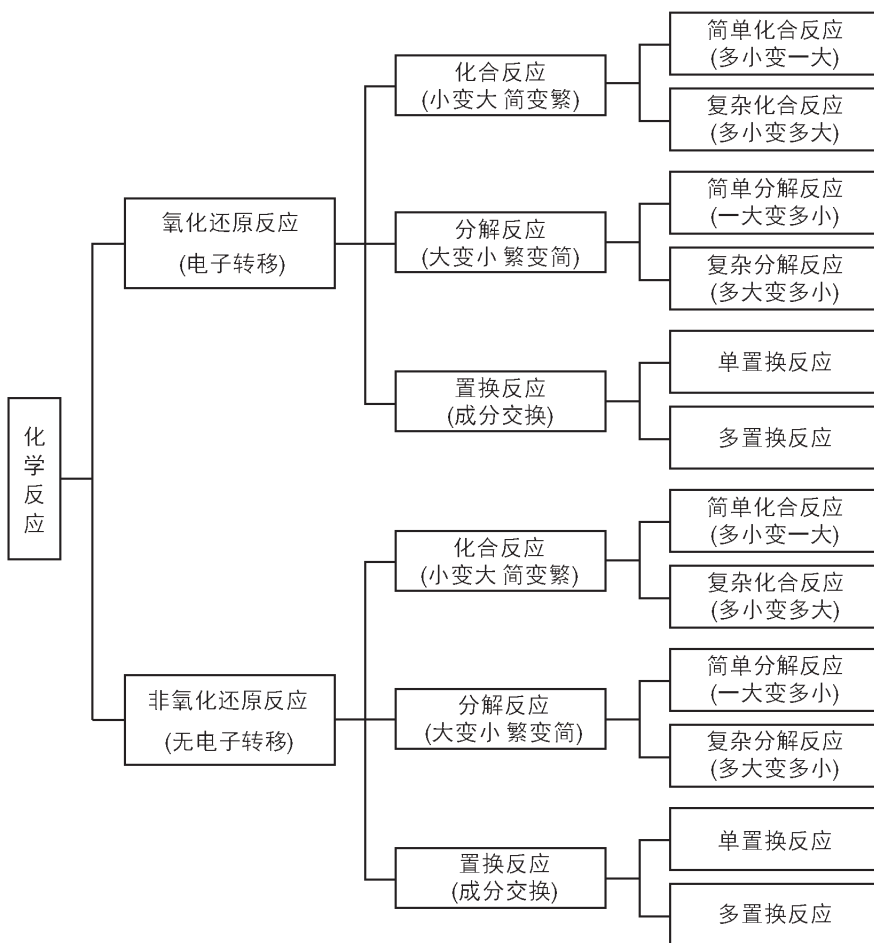 化学反应
氧化还原反应
(电子转移)
化合反应
(小变大 简变繁)
简单化合反应
(多小变一大)
复杂化合反应
(多小变多大)
分解反应
(大变小 繁变简)
简单分解反应
(一大变多小)
复杂分解反应
(多大变多小)
置换反应
(成分交换)
单置换反应
多置换反应
非氧化还原反应
(无电子转移)
化合反应
(小变大 简变繁)
简单化合反应
(多小变一大)
复杂化合反应
(多小变多大)
分解反应
(大变小 繁变简)
简单分解反应
(一大变多小)
复杂分解反应
(多大变多小)
置换反应
(成分交换)
单置换反应
多置换反应